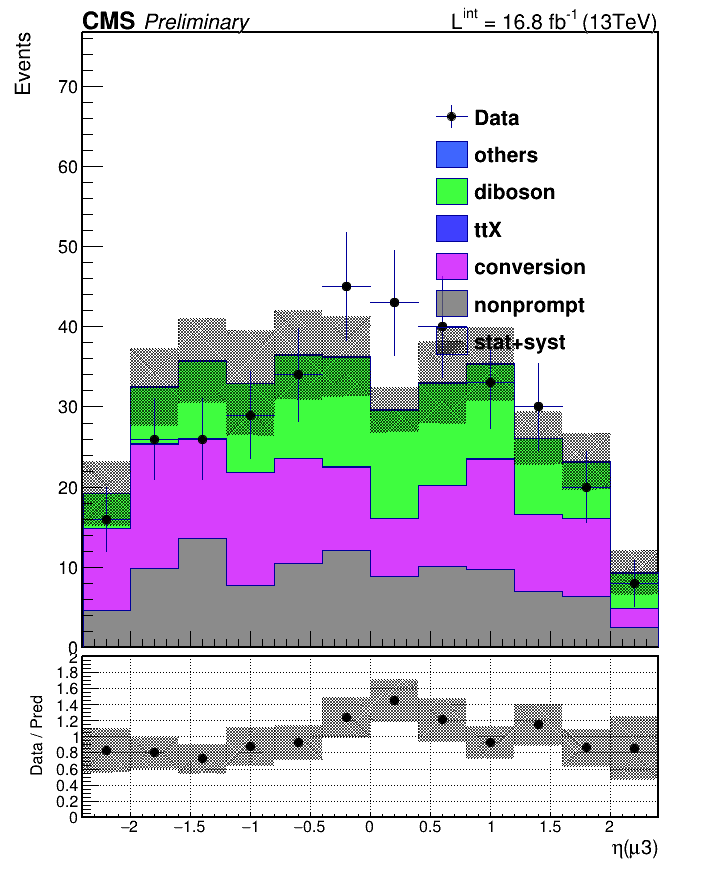 CMS Preliminary L^int = 16.8 fb^-1 (13TeV)
Events
70
60
50
40
30
20
10
0
Data
others
diboson
ttX
conversion
nonprompt
stat+syst
Data / Pred
2
1.8
1.6
1.4
1.2
1
0.8
0.6
0.4
0.2
0
−2 −1.5 −1 −0.5 0 0.5 1 1.5 2
η(μ3)